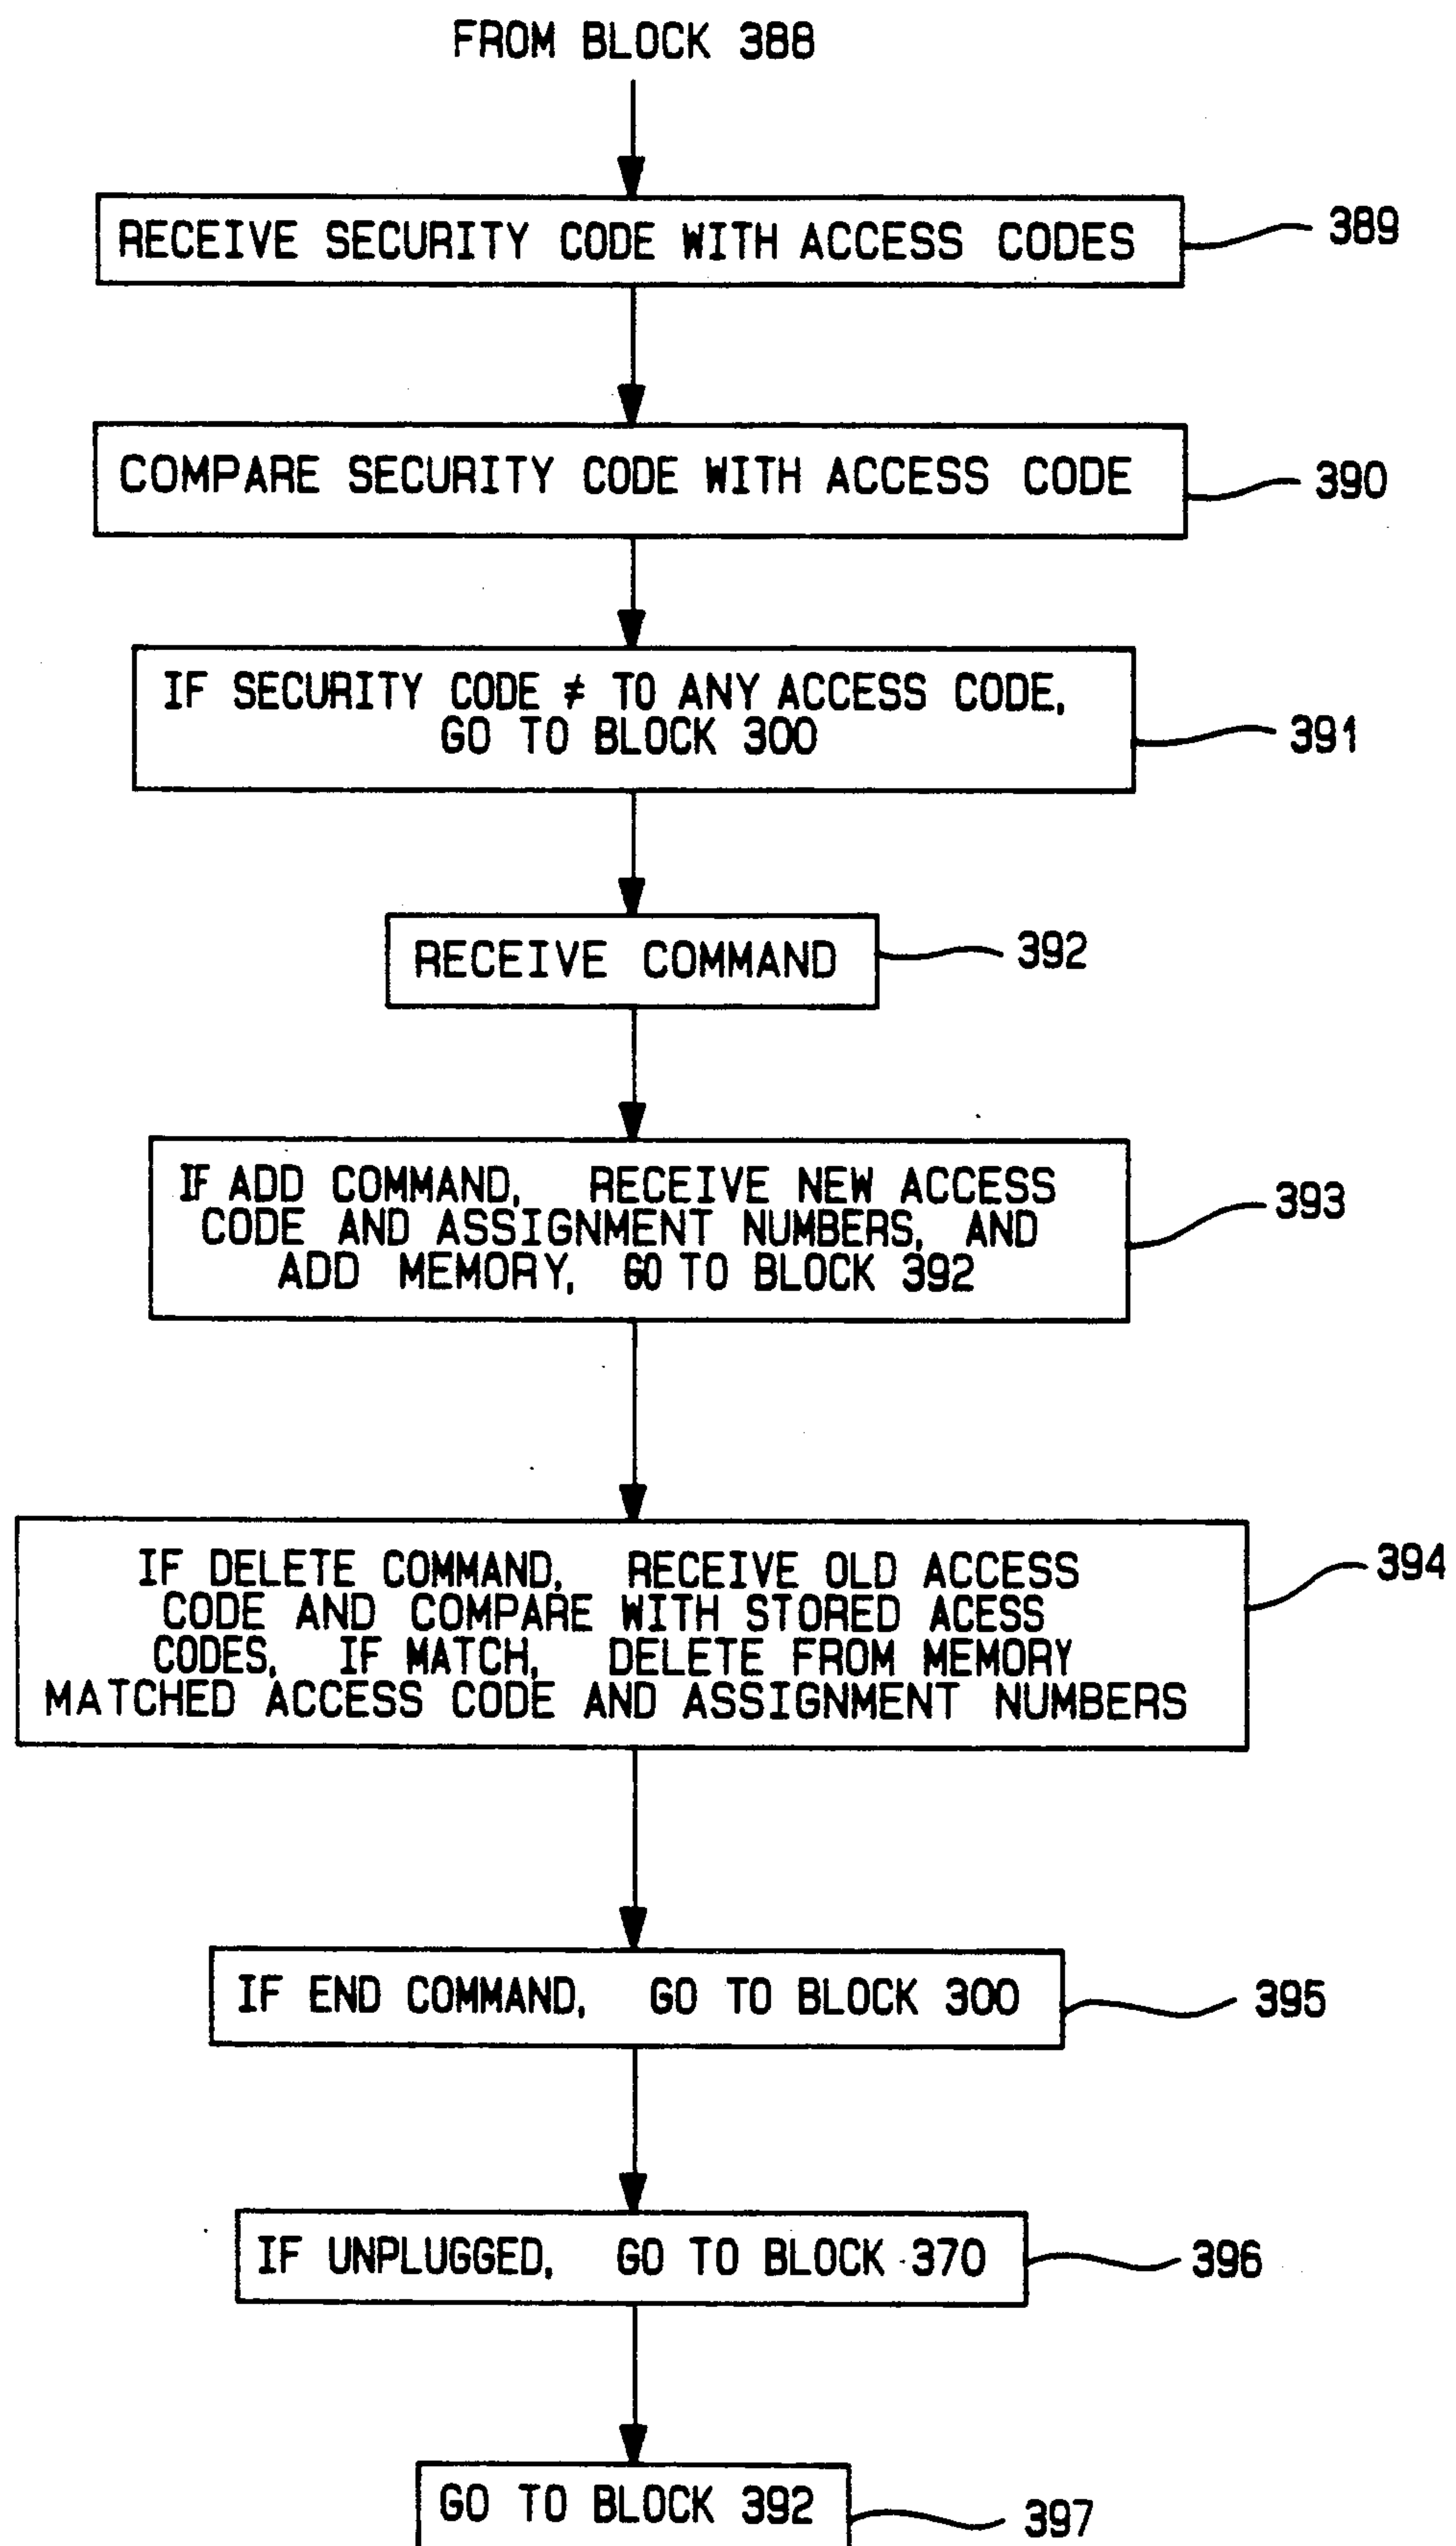 FROM BLOCK 388
RECEIVE SECURITY CODE WITH ACCESS CODES
389
COMPARE SECURITY CODE WITH ACCESS CODE
390
IF SECURITY CODE ≠ TO ANY ACCESS CODE,
GO TO BLOCK 300
391
RECEIVE COMMAND
392
IF ADD COMMAND, RECEIVE NEW ACCESS
CODE AND ASSIGNMENT NUMBERS, AND
ADD MEMORY, GO TO BLOCK 392
393
IF DELETE COMMAND, RECEIVE OLD ACCESS
CODE AND COMPARE WITH STORED ACESS
CODES, IF MATCH, DELETE FROM MEMORY
MATCHED ACCESS CODE AND ASSIGNMENT NUMBERS
394
IF END COMMAND, GO TO BLOCK 300
395
IF UNPLUGGED, GO TO BLOCK 370
396
GO TO BLOCK 392
397